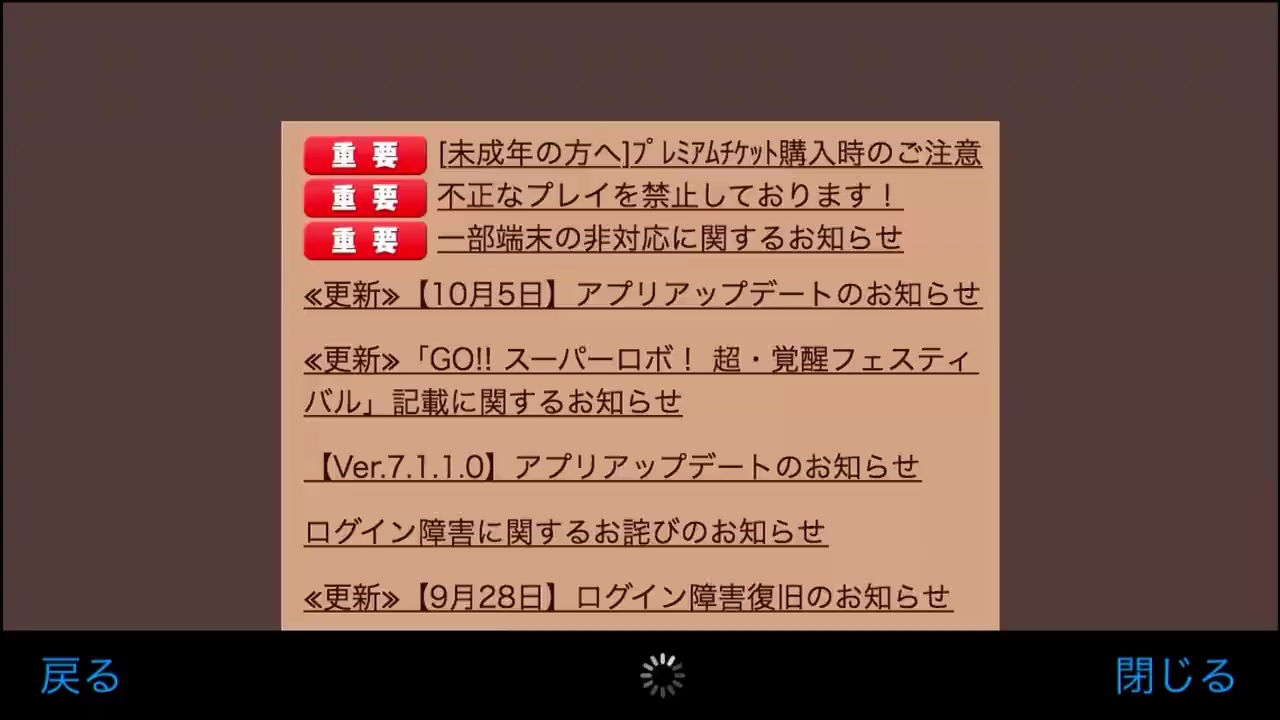 重要 [未成年の方へ]ﾌﾟﾚﾐｱﾑﾁｹｯﾄ購入時のご注意
重要 不正なプレイを禁止しております！
重要 一部端末の非対応に関するお知らせ
≪更新≫【10月5日】アプリアップデートのお知らせ
≪更新≫「GO!! スーパーロボ！ 超・覚醒フェスティ
バル」記載に関するお知らせ
【Ver.7.1.1.0】アプリアップデートのお知らせ
ログイン障害に関するお詫びのお知らせ
≪更新≫【9月28日】ログイン障害復旧のお知らせ
戻る 閉じる